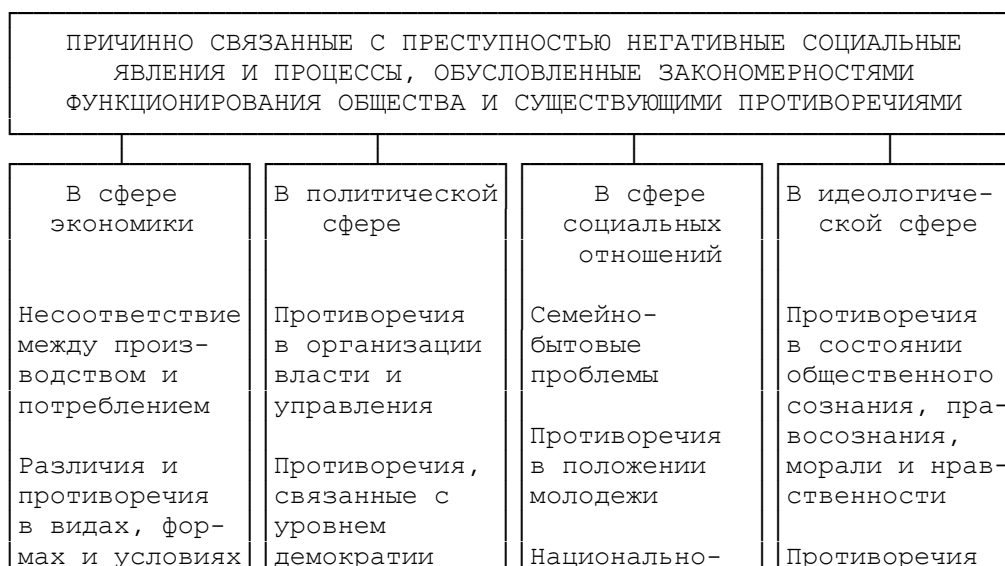 ПРИЧИННО СВЯЗАННЫЕ С ПРЕСТУПНОСТЬЮ НЕГАТИВНЫЕ СОЦИАЛЬНЫЕ
ЯВЛЕНИЯ И ПРОЦЕССЫ, ОБУСЛОВЛЕННЫЕ ЗАКОНОМЕРНОСТЯМИ
ФУНКЦИОНИРОВАНИЯ ОБЩЕСТВА И СУЩЕСТВУЮЩИМИ ПРОТИВОРЕЧИЯМИ
В сфере
экономики
Несоответствие
между произ-
водством и
потреблением
Различия и
противоречия
в видах, фор-
мах и условиях
В политической
сфере
Противоречия
в организации
власти и
управления
Противоречия,
связанные с
уровнем
демократии
В сфере
социальных
отношений
Семейно-
бытовые
проблемы
Противоречия
в положении
молодежи
Национально-
В идеологиче-
ской сфере
Противоречия
в состоянии
общественного
сознания, пра-
восознания,
морали и нрав-
ственности
Противоречия